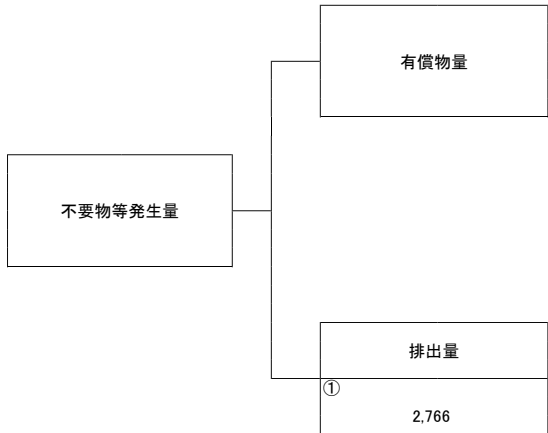 有償物量
不要物等発生量
排出量
①
2,766